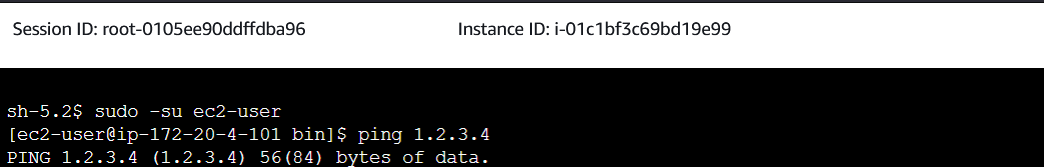 Session ID: root-0105ee90ddffdba96 Instance ID: i-01c1bf3c69bd19e99
sh-5.2$ sudo -su ec2-user
[ec2-user@ip-172-20-4-101 bin]$ ping 1.2.3.4
PING 1.2.3.4 (1.2.3.4) 56(84) bytes of data.